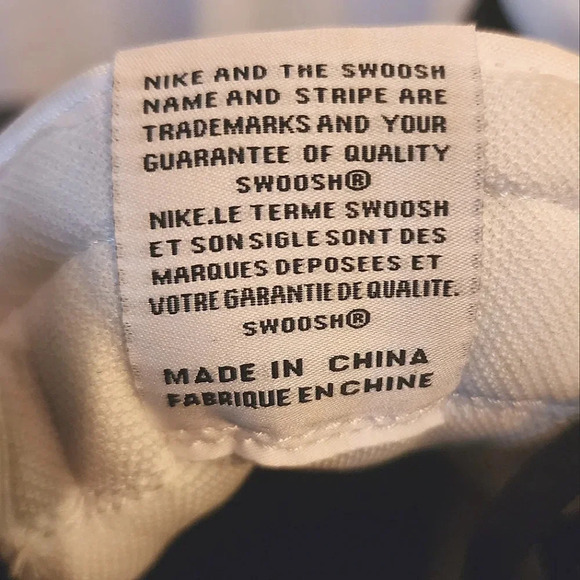 NIKE AND THE SWOOSH
NAME AND STRIPE ARE
TRADEMARKS AND YOUR
GUARANTEE OF QUALITY
SWOOSH®
NIKE.LE TERME SWOOSH
ET SON SIGLE SONT DES
MARQUES DEPOSEES ET
VOTRE GARANTIE DE QUALITE.
SWOOSH®
MADE IN CHINA
FABRIQUE EN CHINE